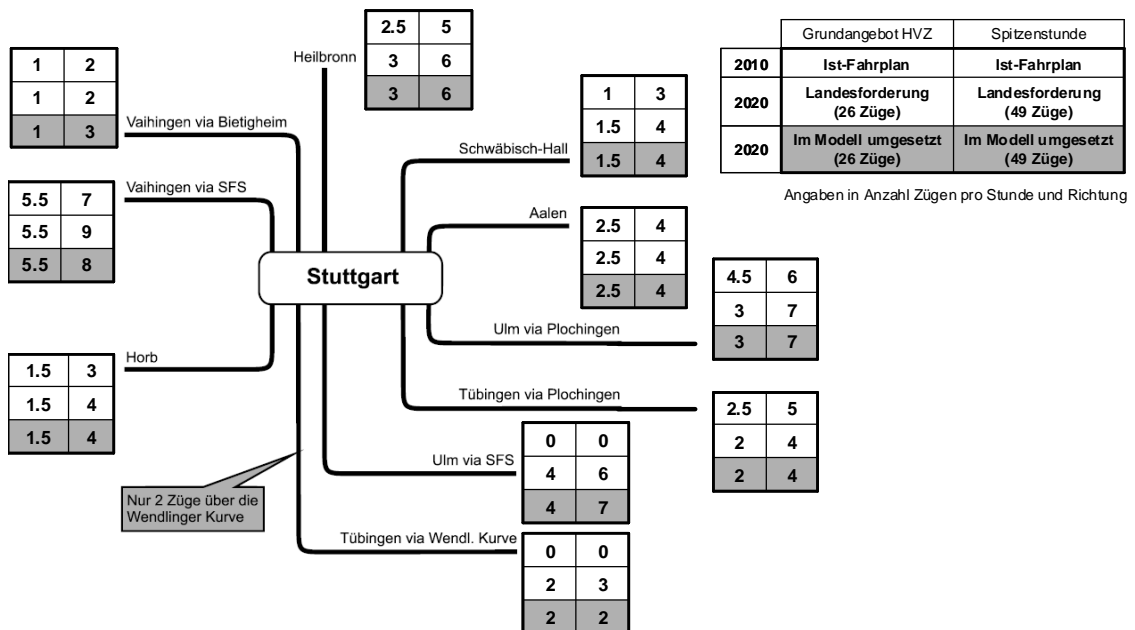 Heilbronn
2.5 5
3 6
3 6
1 2
1 2
1 3
Vaihingen via Bietigheim
Grundangebot HVZ Spitzenstunde
2010 Ist-Fahrplan Ist-Fahrplan
2020 Landesforderung (26 Züge) Landesforderung (49 Züge)
2020 Im Modell umgesetzt (26 Züge) Im Modell umgesetzt (49 Züge)
Angaben in Anzahl Zügen pro Stunde und Richtung
Schwäbisch-Hall
1 3
1.5 4
1.5 4
Vaihingen via SFS
5.5 7
5.5 9
5.5 8
Aalen
2.5 4
2.5 4
2.5 4
Stuttgart
Ulm via Plochingen
4.5 6
3 7
3 7
Horb
1.5 3
1.5 4
1.5 4
Tübingen via Plochingen
2.5 5
2 4
2 4
Ulm via SFS
0 0
4 6
4 7
Nur 2 Züge über die
Wendlinger Kurve
Tübingen via Wendl. Kurve
0 0
2 3
2 2